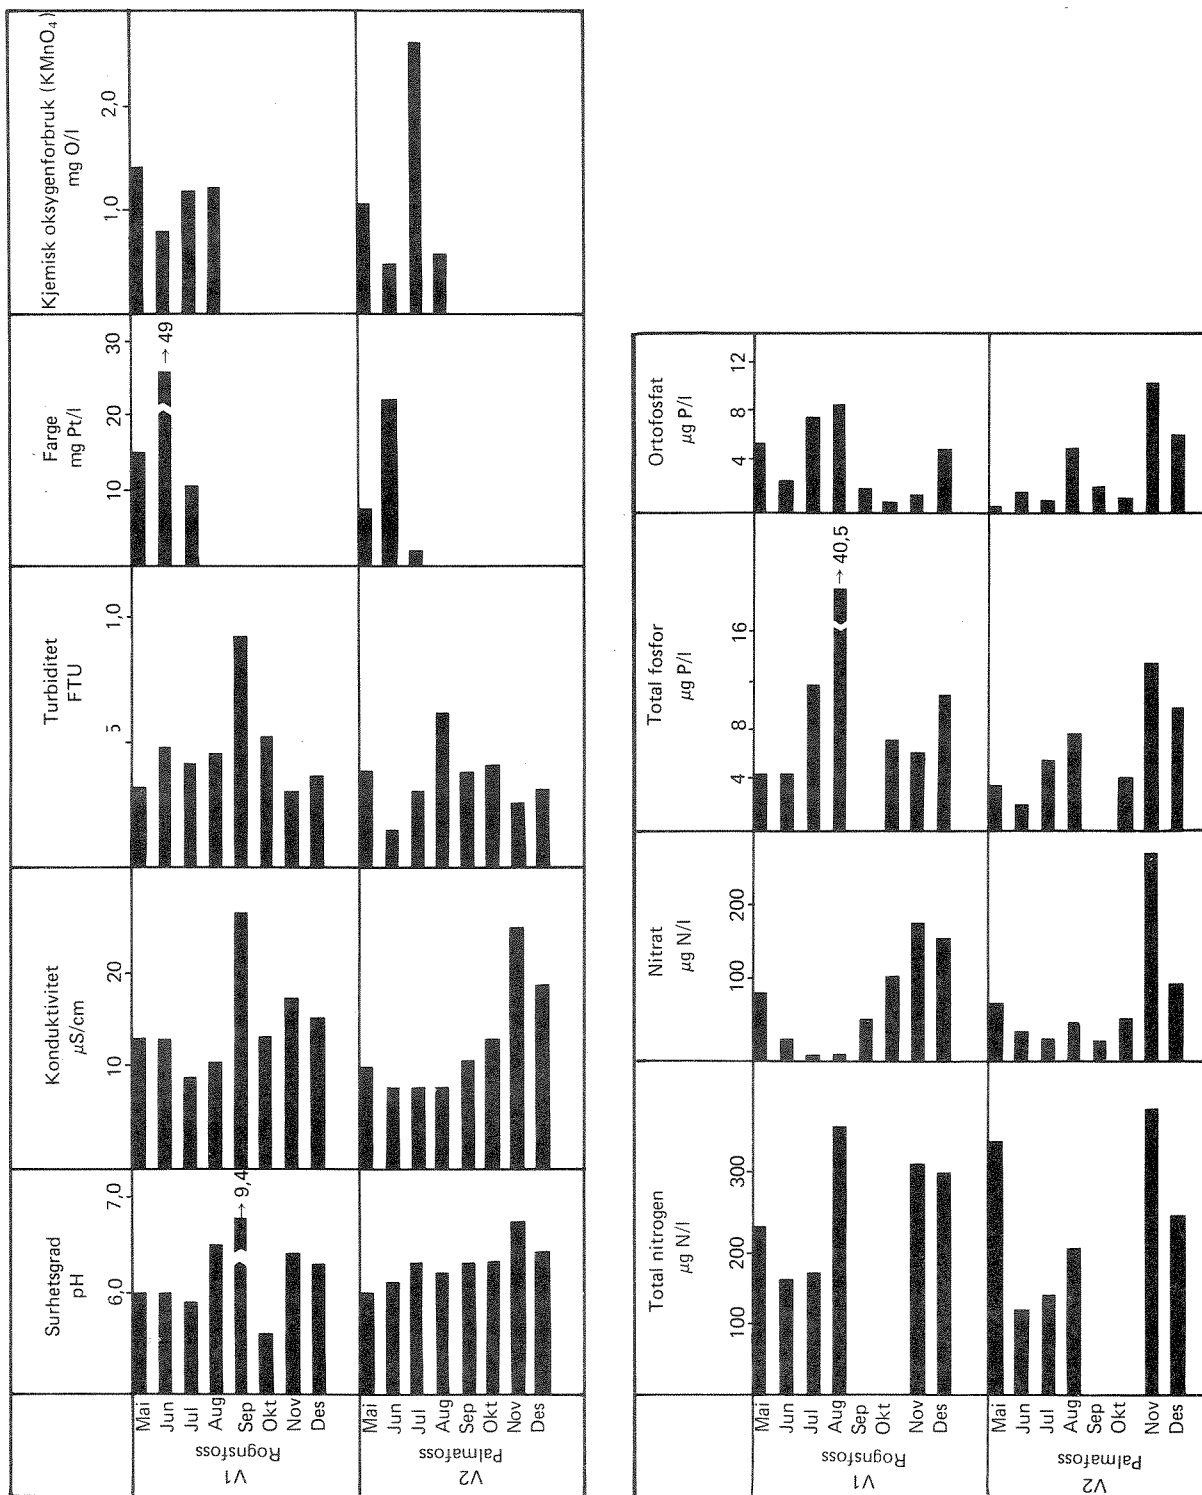 Kjemisk oksygenforbruk (KMnO₄)
mg O/l
1,0 2,0
Farge
mg Pt/l
10 20 30
→ 49
Turbiditet
FTU
5 1,0
Konduktivitet
µS/cm
10 20
Surhetsgrad
pH
6,0 7,0
→ 9,4
Mai
Jun
Jul
Aug
Sep
Okt
Nov
Des
V1
Rognsfoss
Mai
Jun
Jul
Aug
Sep
Okt
Nov
Des
V2
Palmafoss
Ortofosfat
µg P/l
4 8 12
Total fosfor
µg P/l
4 8 16
→ 40,5
Nitrat
µg N/l
100 200
Total nitrogen
µg N/l
100 200 300
Mai
Jun
Jul
Aug
Sep
Okt
Nov
Des
V1
Rognsfoss
Mai
Jun
Jul
Aug
Sep
Okt
Nov
Des
V2
Palmafoss